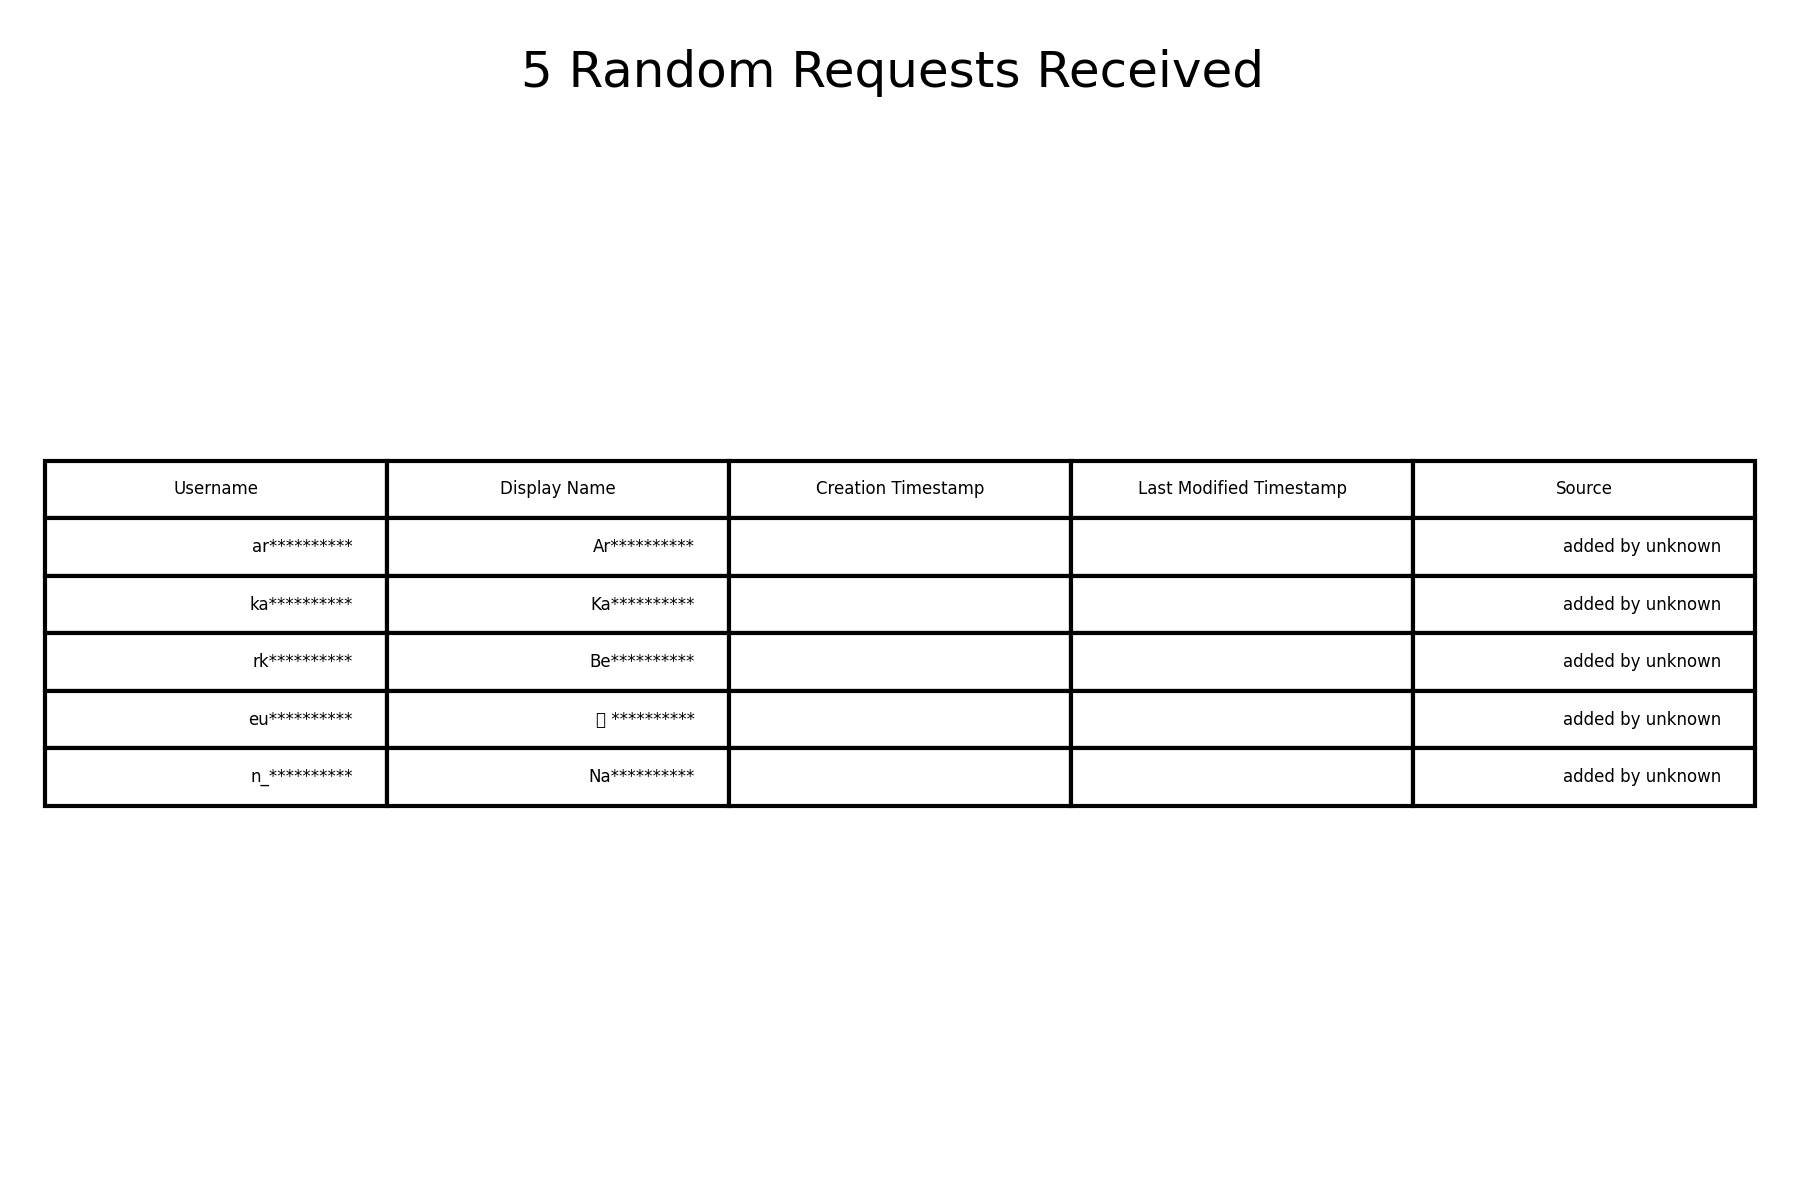 5 Random Requests Received
Username Display Name Creation Timestamp Last Modified Timestamp Source
ar********** Ar********** added by unknown
ka********** Ka********** added by unknown
rk********** Be********** added by unknown
eu********** ********** added by unknown
n_********** Na********** added by unknown